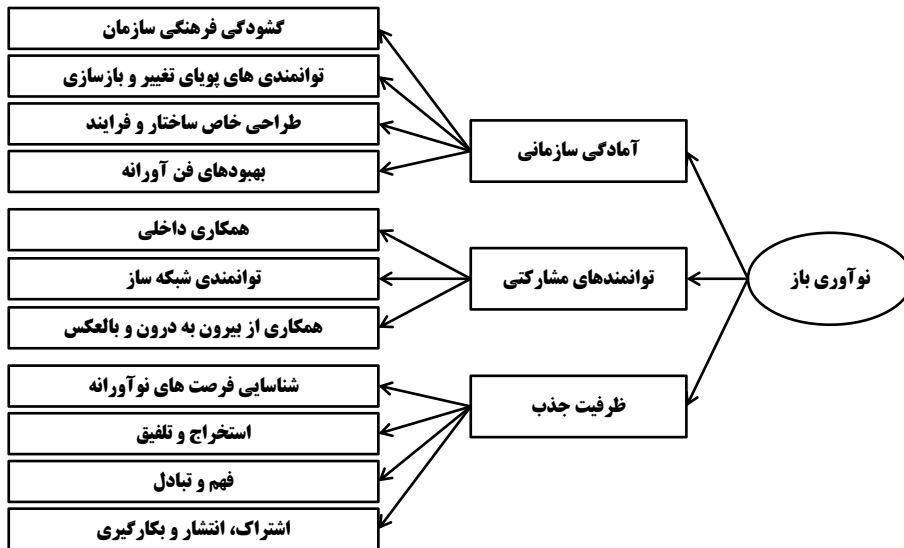 نوآوری باز
آمادگی سازمانی
گشودگی فرهنگی سازمان
توانمندی های پویای تغییر و بازسازی
طراحی خاص ساختار و فرایند
بهبودهای فن آورانه
توانمندهای مشارکتی
همکاری داخلی
توانمندی شبکه ساز
همکاری از بیرون به درون و بالعکس
ظرفیت جذب
شناسایی فرصت های نوآورانه
استخراج و تلفیق
فهم و تبادل
اشتراک، انتشار و بکارگیری